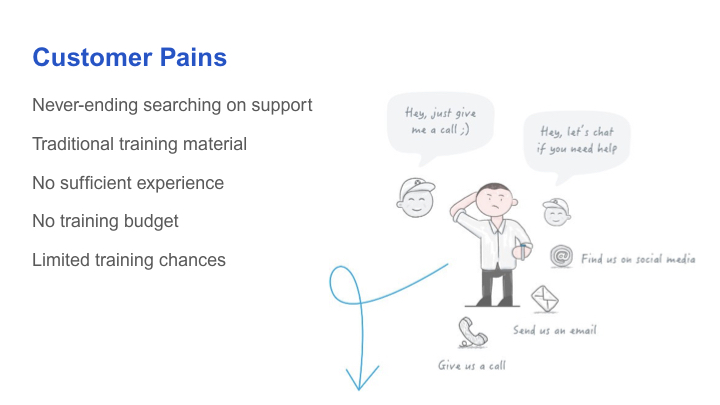 Customer Pains
Never-ending searching on support
Traditional training material
No sufficient experience
No training budget
Limited training chances
Hey, just give
me a call ;)
Hey, let's chat
if you need help
Find us on social media
Send us an email
Give us a call